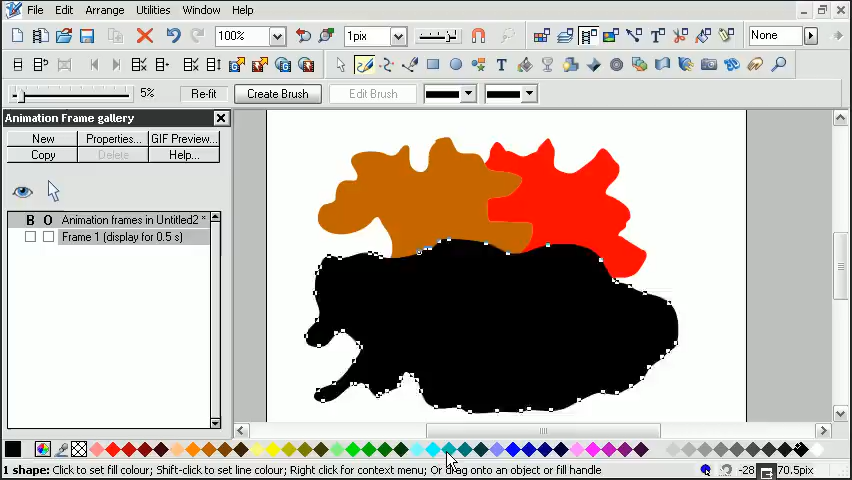 File Edit Arrange Utilities Window Help
100% 1pix None
5% Re-fit Create Brush Edit Brush
Animation Frame gallery
New Properties... GIF Preview...
Copy Delete Help...
B O Animation frames in Untitled2 *
Frame 1 (display for 0.5 s)
1 shape: Click to set fill colour; Shift-click to set line colour; Right click for context menu; Or drag onto an object or fill handle -28 70.5pix